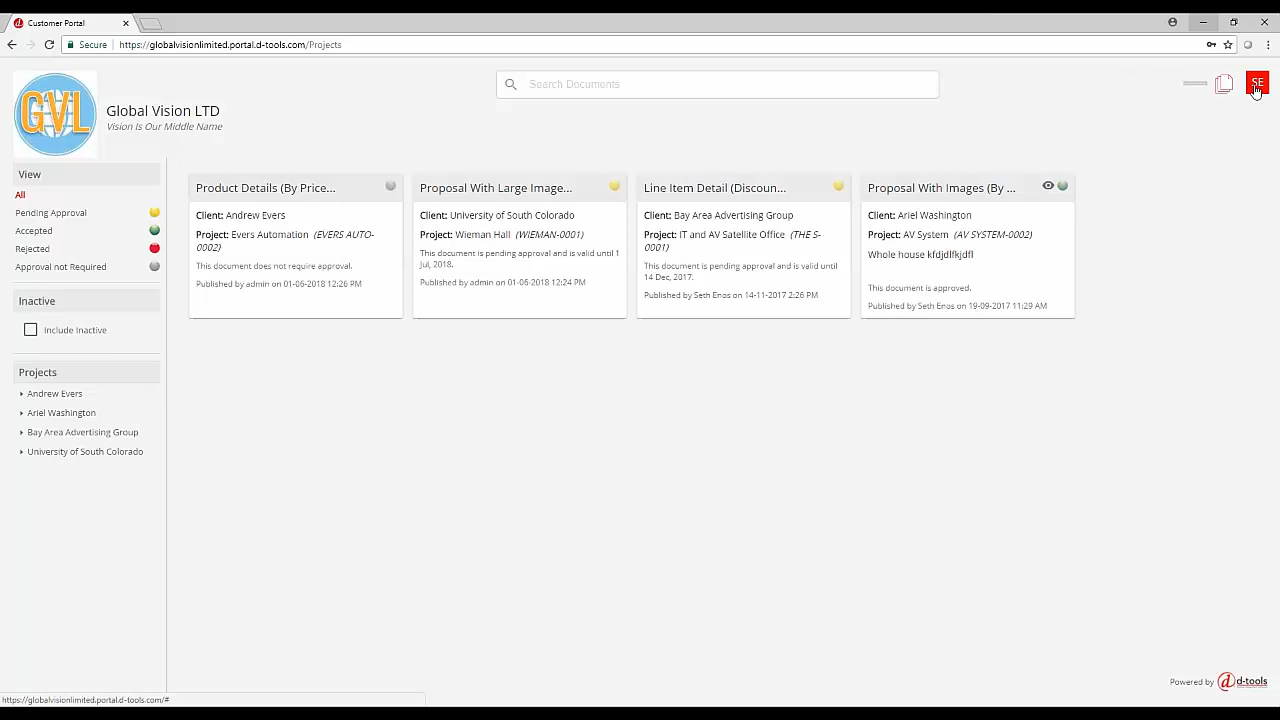 Customer Portal
Secure
https://globalvisionlimited.portal.d-tools.com/Projects
GVL
Global Vision LTD
Vision Is Our Middle Name
Search Documents
SE
View
All
Pending Approval
Accepted
Rejected
Approval not Required
Inactive
Include Inactive
Projects
Andrew Evers
Ariel Washington
Bay Area Advertising Group
University of South Colorado
Product Details (By Price...
Client: Andrew Evers
Project: Evers Automation (EVERS AUTO-
0002)
This document does not require approval.
Published by admin on 01-06-2018 12:26 PM
Proposal With Large Image...
Client: University of South Colorado
Project: Wieman Hall (WIEMAN-0001)
This document is pending approval and is valid until 1
Jul, 2018.
Published by admin on 01-06-2018 12:24 PM
Line Item Detail (Discoun...
Client: Bay Area Advertising Group
Project: IT and AV Satellite Office (THE S-
0001)
This document is pending approval and is valid until
14 Dec, 2017.
Published by Seth Enos on 14-11-2017 2:26 PM
Proposal With Images (By ...
Client: Ariel Washington
Project: AV System (AV SYSTEM-0002)
Whole house kfdjdlfkjdfl
This document is approved.
Published by Seth Enos on 19-09-2017 11:29 AM
Powered by d-tools
https://globalvisionlimited.portal.d-tools.com/#